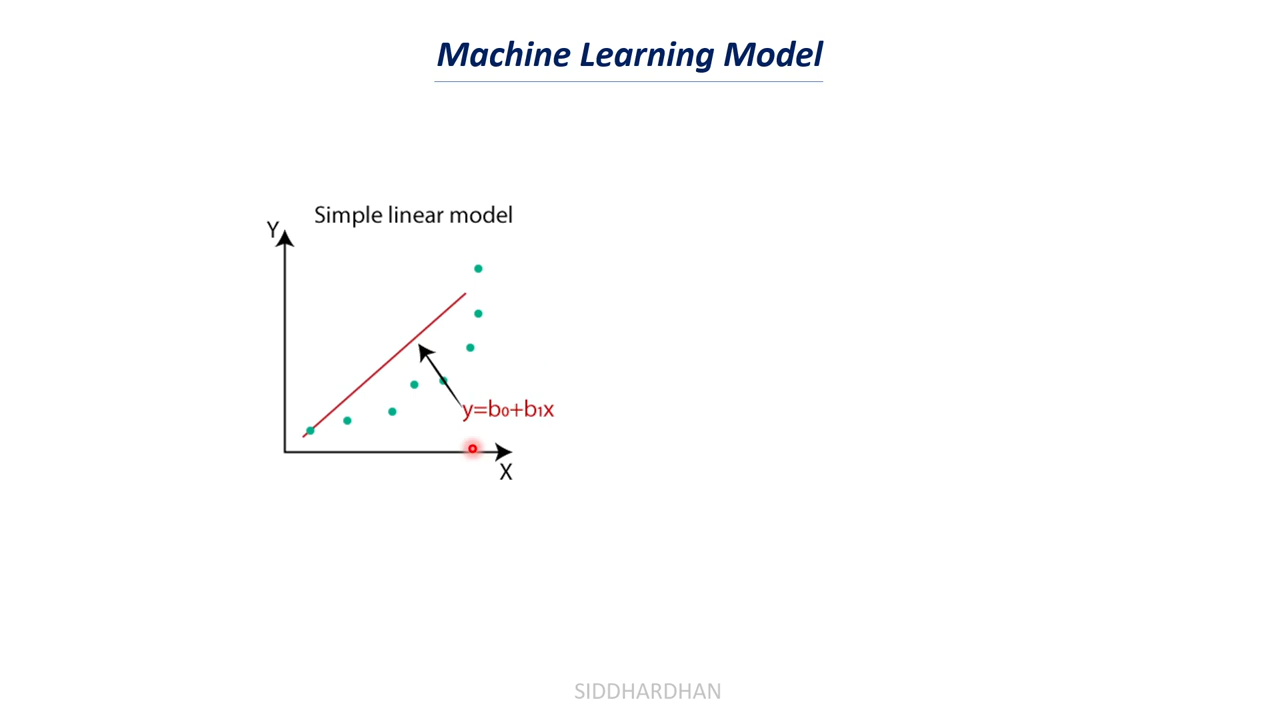 Machine Learning Model
Simple linear model
Y
y=b₀+b₁x
X
SIDDHARDHAN